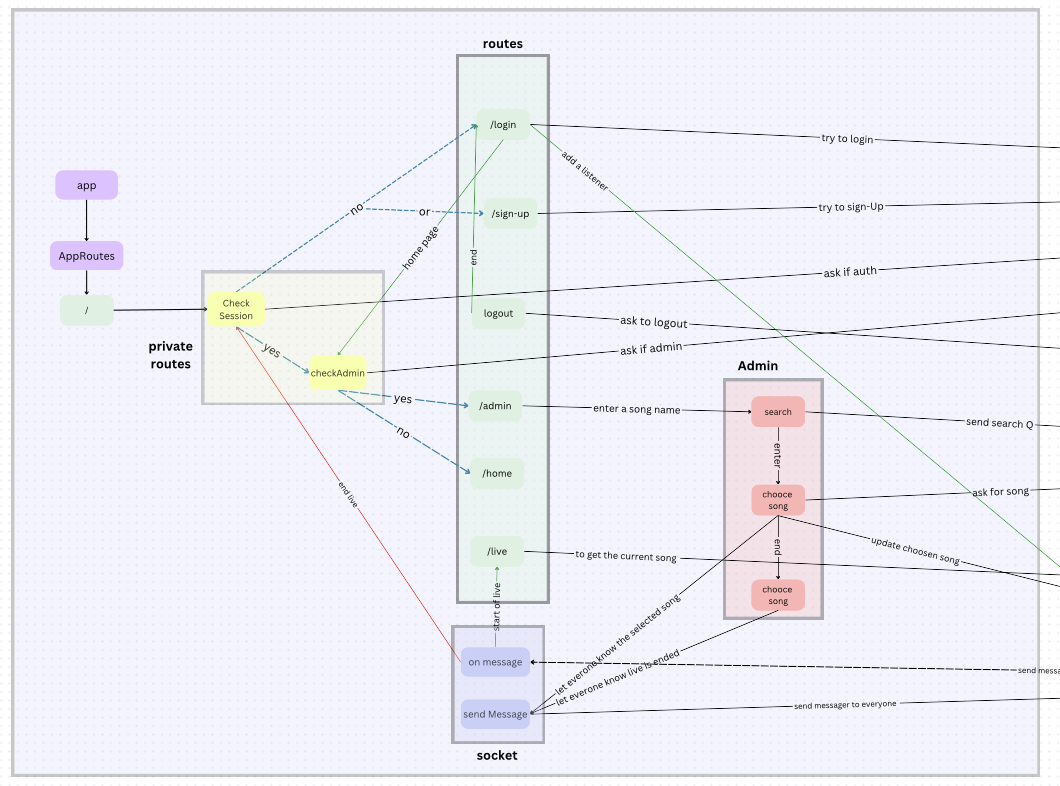 routes
/login
try to login
add a listener
app
no
or
/sign-up
try to sign-Up
home page
AppRoutes
end
ask if auth
/
Check
Session
logout
ask to logout
private
routes
yes
ask if admin
checkAdmin
Admin
yes
/admin
enter a song name
search
send search Q
no
enter
/home
end live
chooce
song
ask for song
end
update choosen song
/live
to get the current song
start of live
chooce
song
let everone know the selected song
let everone know live is ended
on message
send messa
send Message
send messager to everyone
socket